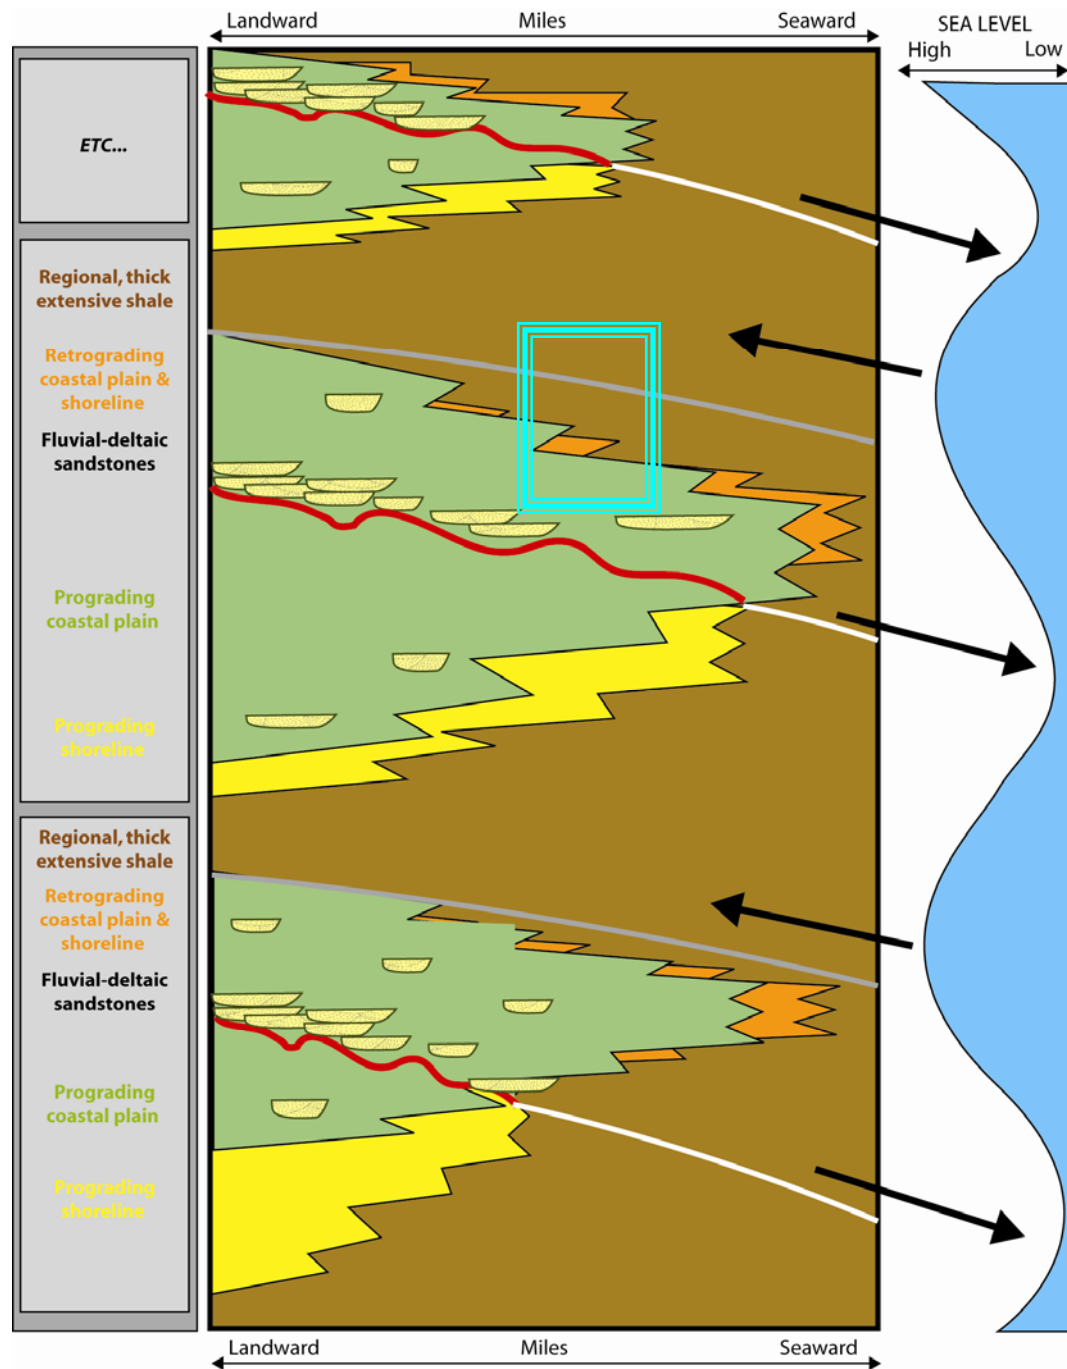 Landward Miles Seaward
SEA LEVEL
High Low
ETC...
Regional, thick
extensive shale
Retrograding
coastal plain &
shoreline
Fluvial-deltaic
sandstones
Prograding
coastal plain
Prograding
shoreline
Regional, thick
extensive shale
Retrograding
coastal plain &
shoreline
Fluvial-deltaic
sandstones
Prograding
coastal plain
Prograding
shoreline
Landward Miles Seaward